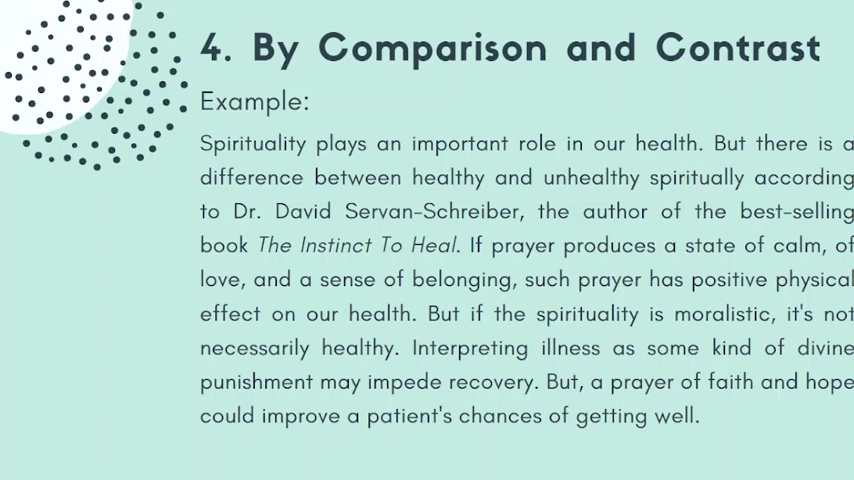 4. By Comparison and Contrast
Example:
Spirituality plays an important role in our health. But there is a
difference between healthy and unhealthy spiritually according
to Dr. David Servan-Schreiber, the author of the best-selling
book The Instinct To Heal. If prayer produces a state of calm, of
love, and a sense of belonging, such prayer has positive physical
effect on our health. But if the spirituality is moralistic, it's not
necessarily healthy. Interpreting illness as some kind of divine
punishment may impede recovery. But, a prayer of faith and hope
could improve a patient's chances of getting well.